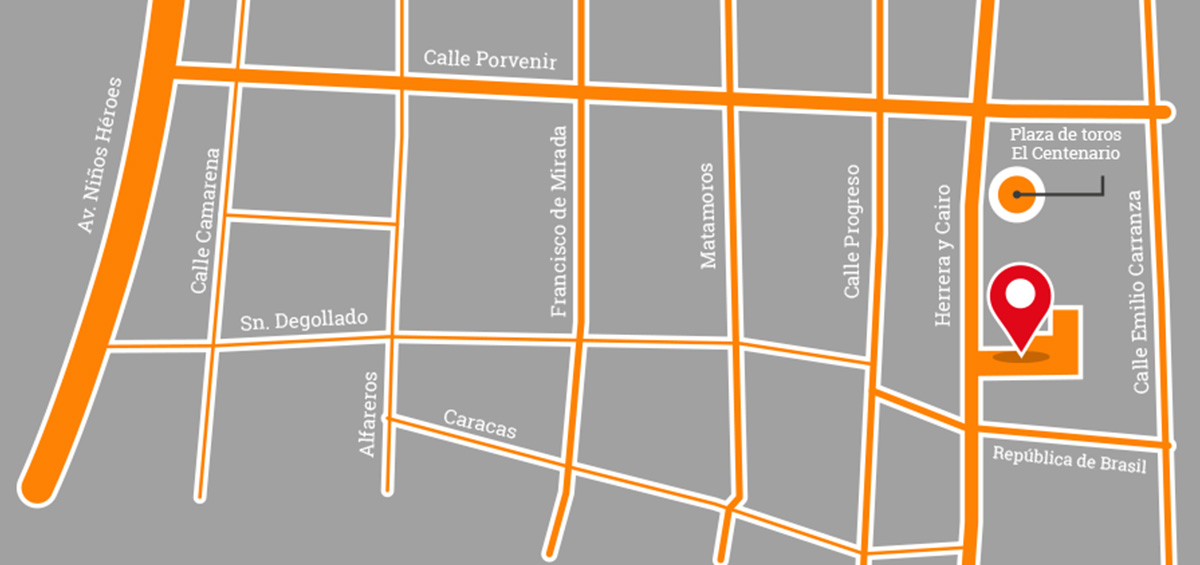 Calle Porvenir
Av. Niños Héroes
Calle Camarena
Sn. Degollado
Alfareros
Caracas
Francisco de Mirada
Matamoros
Calle Progreso
Herrera y Cairo
Plaza de toros
El Centenario
Calle Emilio Carranza
República de Brasil